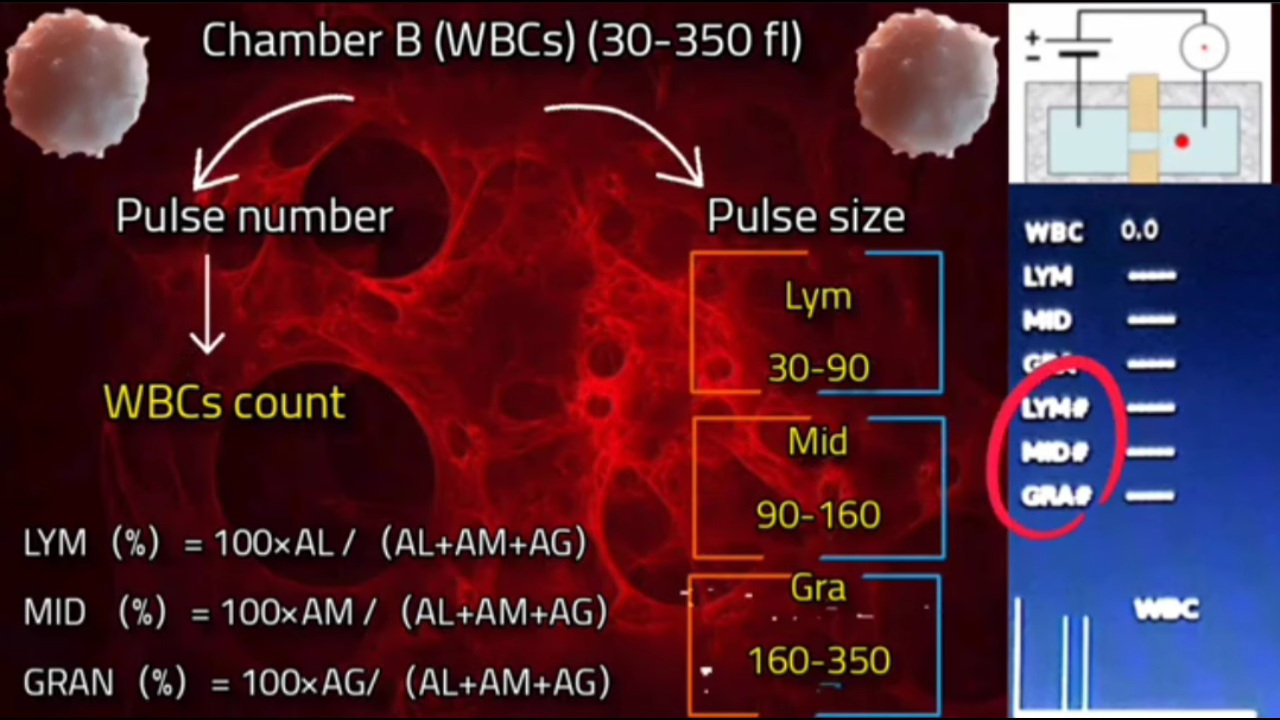 Chamber B (WBCs) (30-350 fl)
Pulse number
WBCs count
Pulse size
Lym
30-90
Mid
90-160
Gra
160-350
LYM (%) = 100×AL / (AL+AM+AG)
MID (%) = 100×AM / (AL+AM+AG)
GRAN (%) = 100×AG/ (AL+AM+AG)
+
−
WBC 0.0
LYM -----
MID -----
GRA -----
LYM# -----
MID# -----
GRA# ----
WBC